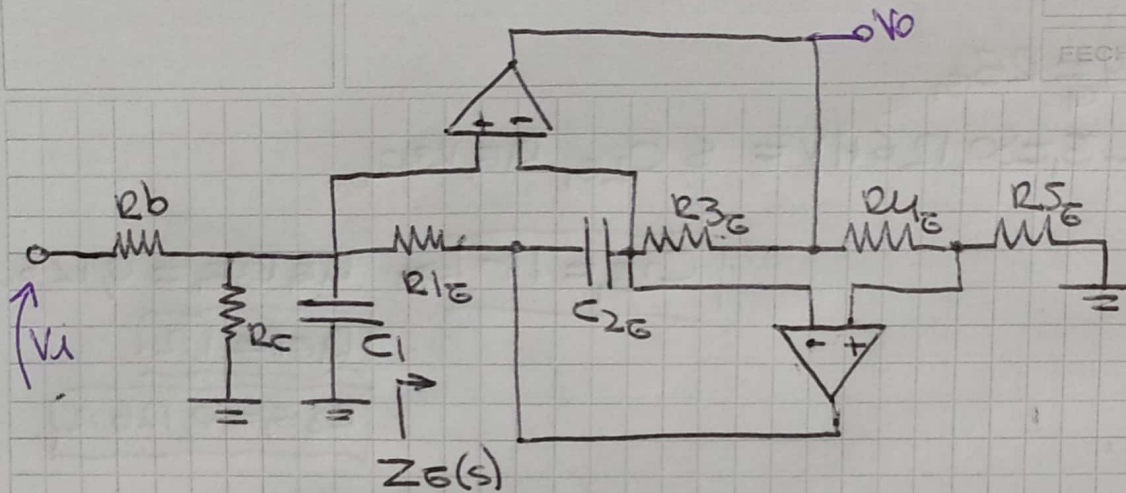 Vo
FECH
+ -
Rb
R3G
R4G
R5G
R1G
C2G
Rc
C1
Vi
- +
ZG(s)